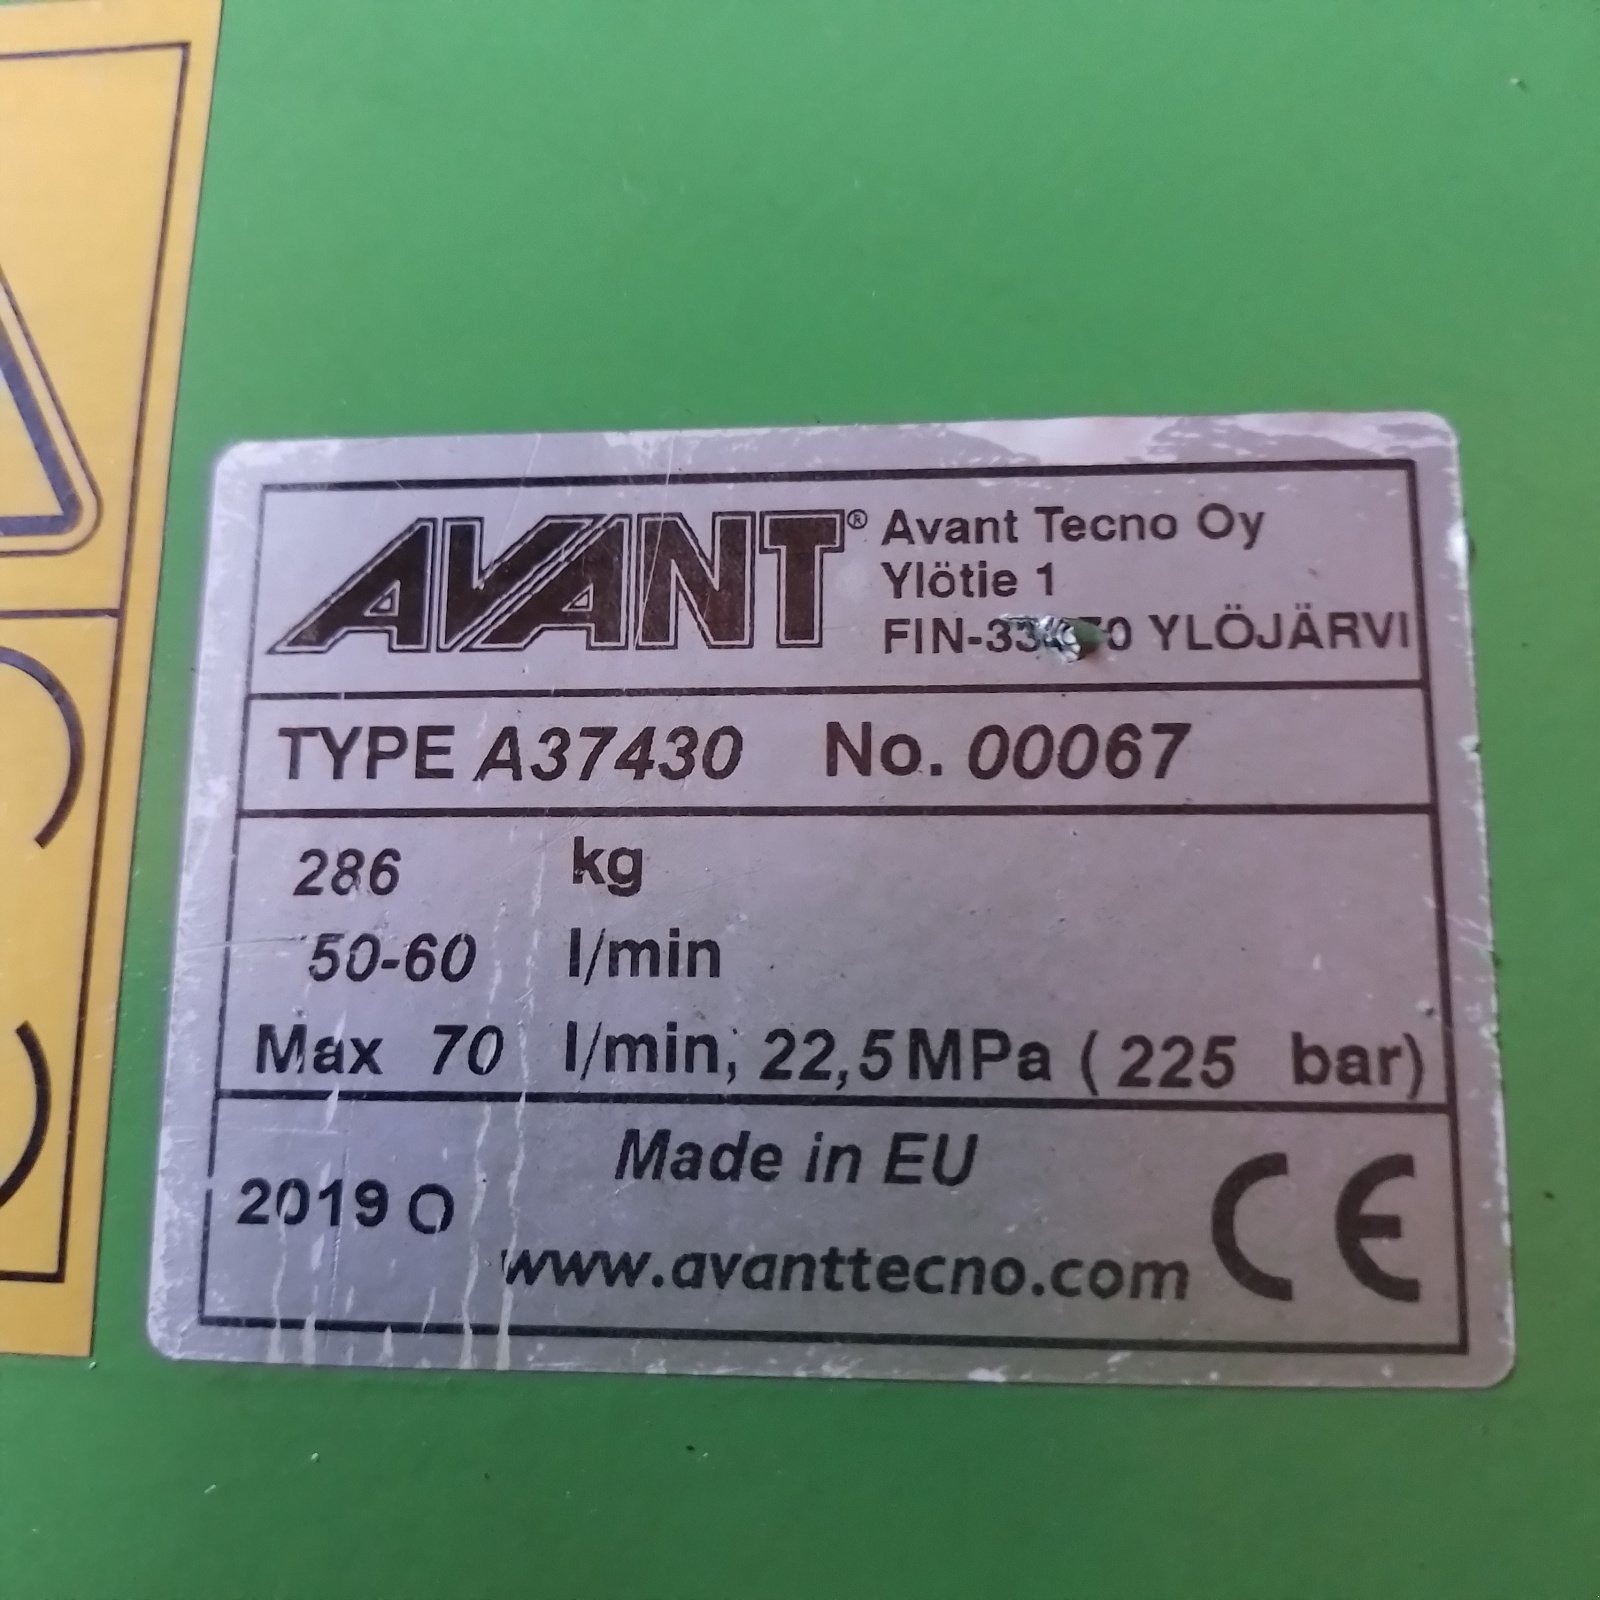 AVANT® Avant Tecno Oy
Ylötie 1
YLÖJÄRVI
TYPE A37430 No. 00067
286 kg
50-60 l/min
Max 70 l/min, 22,5 MPa (225 bar)
Made in EU
2019 O
www.avanttecno.com
CE